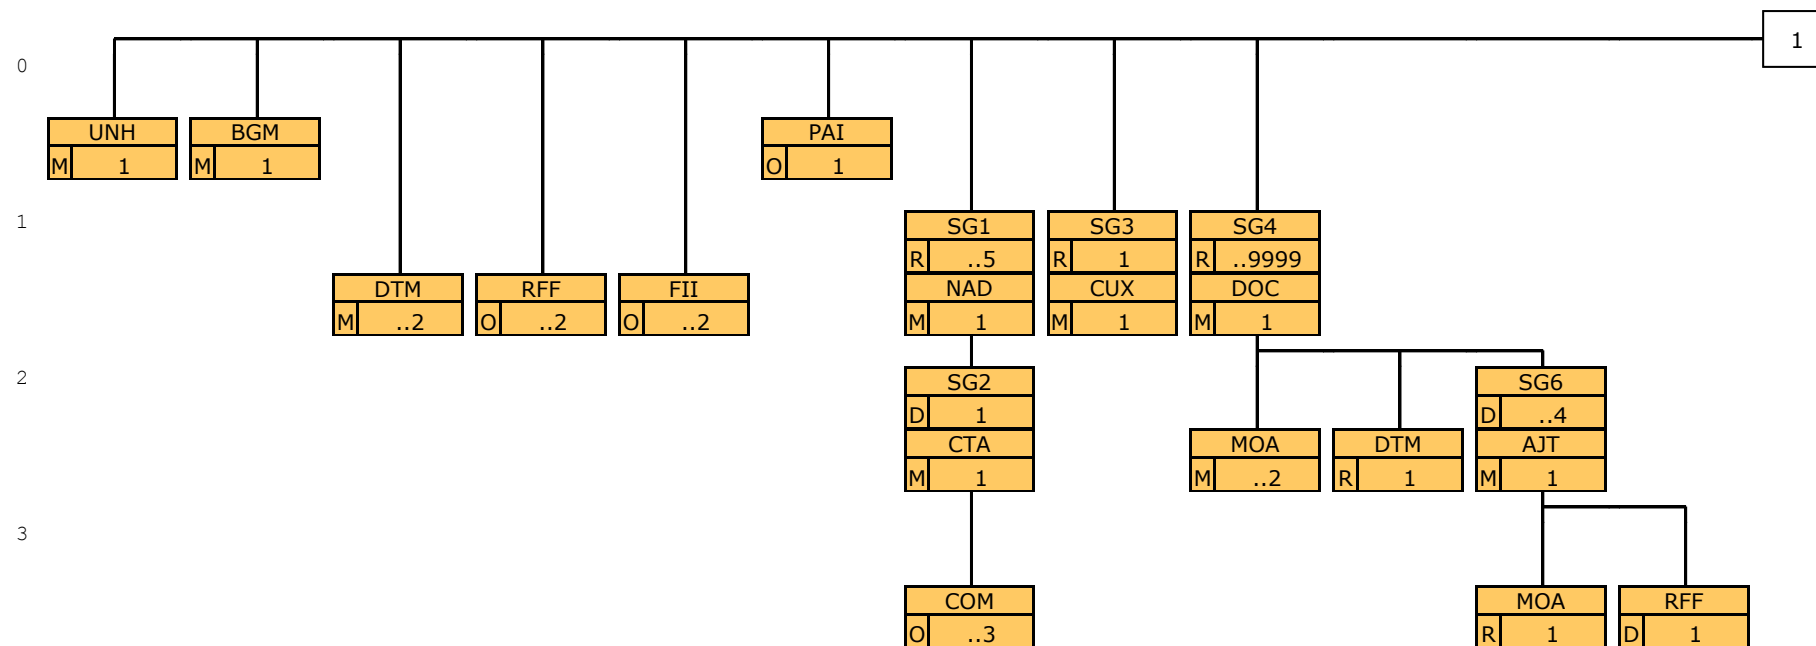 1
0
UNH BGM PAI
M 1 M 1 O 1
1
SG1 SG3 SG4
R ..5 R 1 R ..9999
DTM RFF FII NAD CUX DOC
M ..2 O ..2 O ..2 M 1 M 1 M 1
2
SG2 SG6
D 1 D ..4
CTA MOA DTM AJT
M 1 M ..2 R 1 M 1
3
COM MOA RFF
O ..3 R 1 D 1